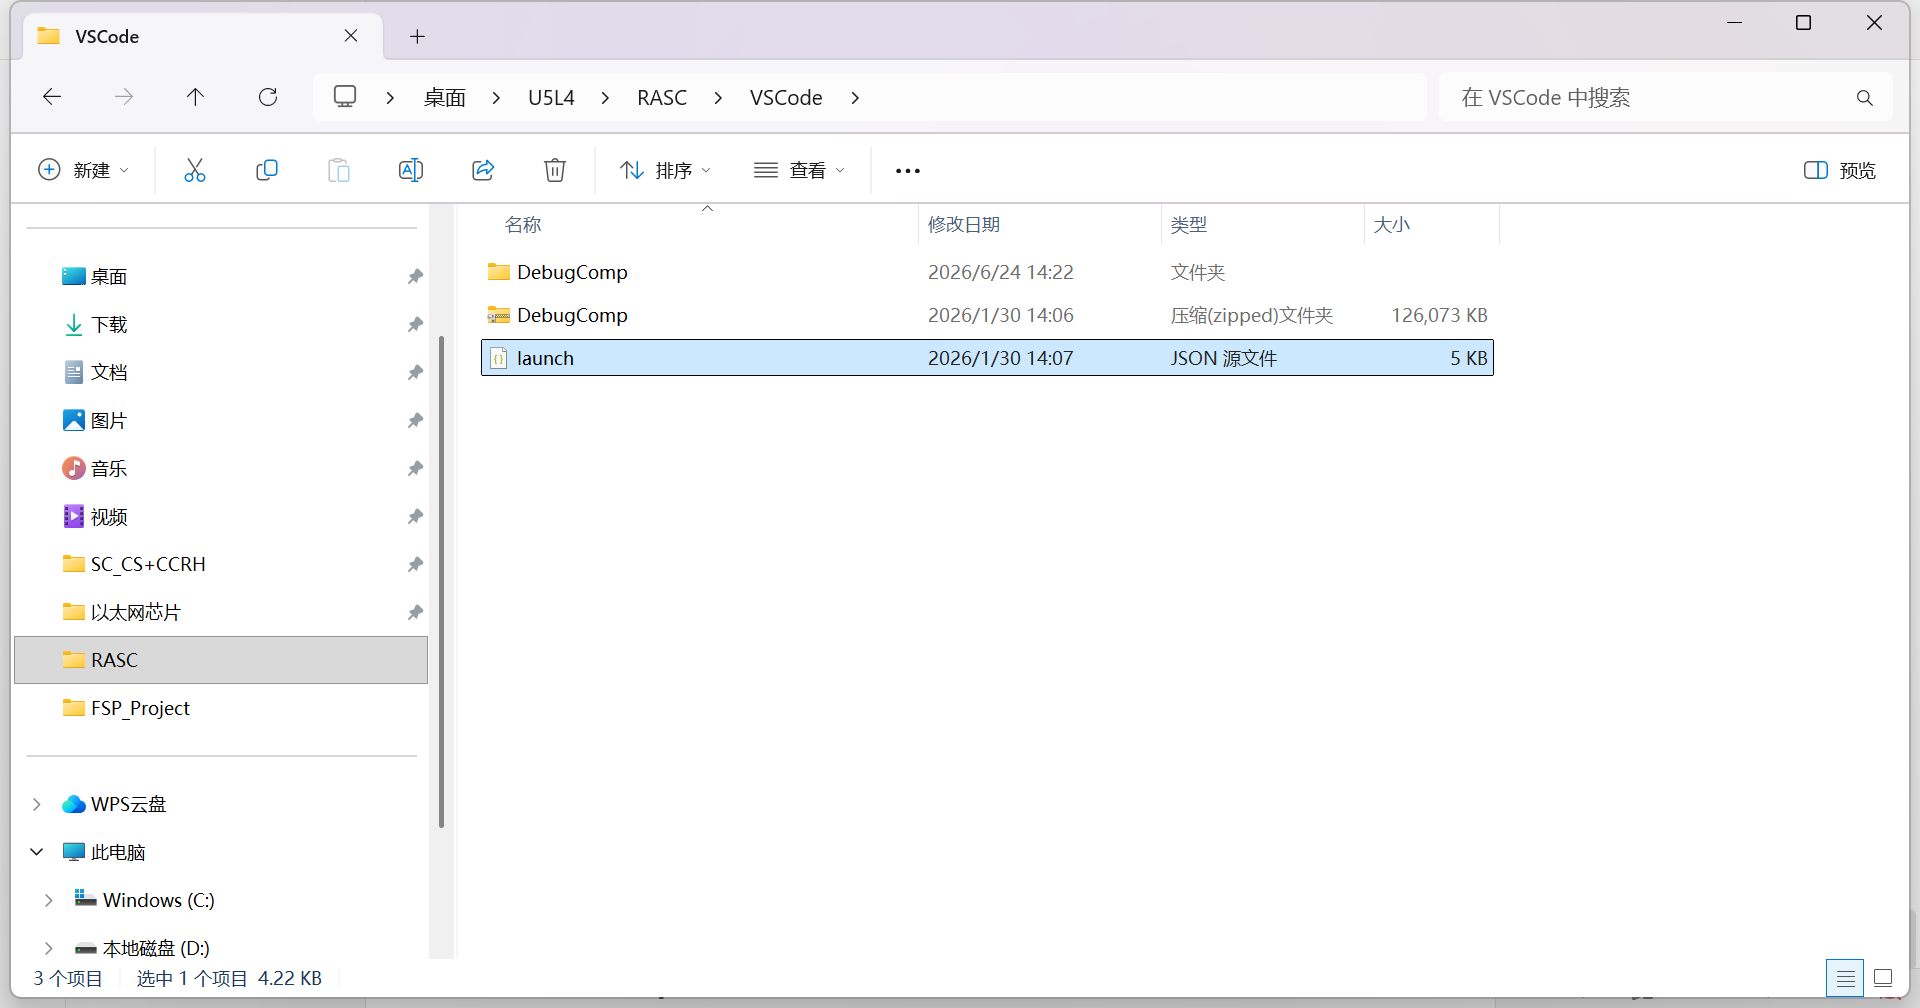 VSCode
桌面 U5L4 RASC VSCode
在 VSCode 中搜索
新建 排序 查看 预览
名称 修改日期 类型 大小
DebugComp 2026/6/24 14:22 文件夹
DebugComp 2026/1/30 14:06 压缩(zipped)文件夹 126,073 KB
launch 2026/1/30 14:07 JSON 源文件 5 KB
桌面
下载
文档
图片
音乐
视频
SC_CS+CCRH
以太网芯片
RASC
FSP_Project
WPS云盘
此电脑
Windows (C:)
本地磁盘 (D:)
3 个项目 选中 1 个项目 4.22 KB